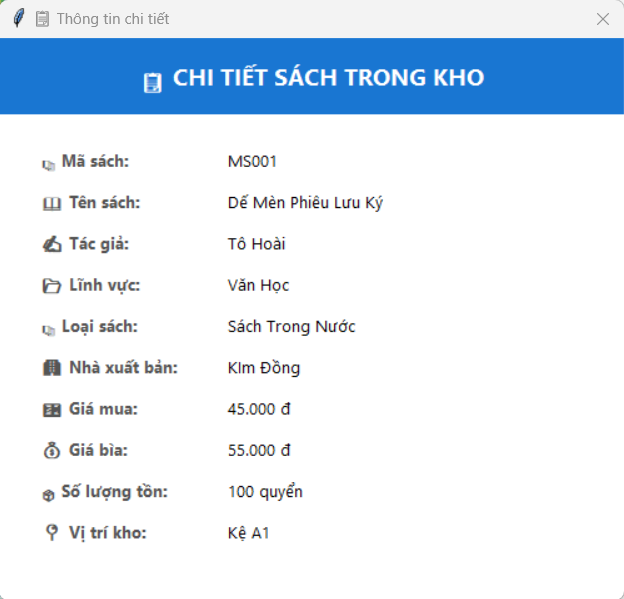 Thông tin chi tiết
CHI TIẾT SÁCH TRONG KHO
Mã sách: MS001
Tên sách: Dế Mèn Phiêu Lưu Ký
Tác giả: Tô Hoài
Lĩnh vực: Văn Học
Loại sách: Sách Trong Nước
Nhà xuất bản: KIm Đồng
Giá mua: 45.000 đ
Giá bìa: 55.000 đ
Số lượng tồn: 100 quyển
Vị trí kho: Kệ A1